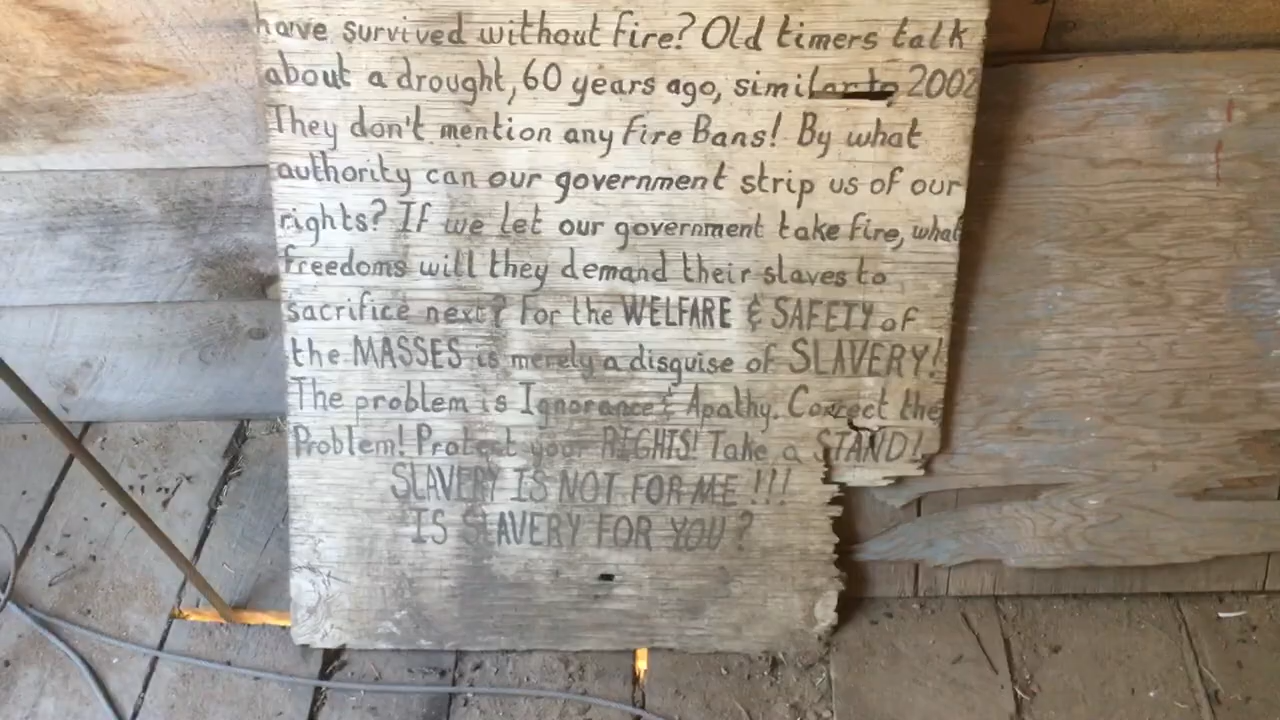 have survived without fire? Old timers talk
about a drought, 60 years ago, similar to 2002
They don't mention any Fire Bans! By what
authority can our government strip us of our
rights? If we let our government take fire, what
freedoms will they demand their slaves to
sacrifice next? For the WELFARE & SAFETY of
the MASSES is merely a disguise of SLAVERY!
The problem is Ignorance & Apathy. Correct the
Problem! Protect your RIGHTS! Take a STAND!
SLAVERY IS NOT FOR ME!!!
IS SLAVERY FOR YOU?